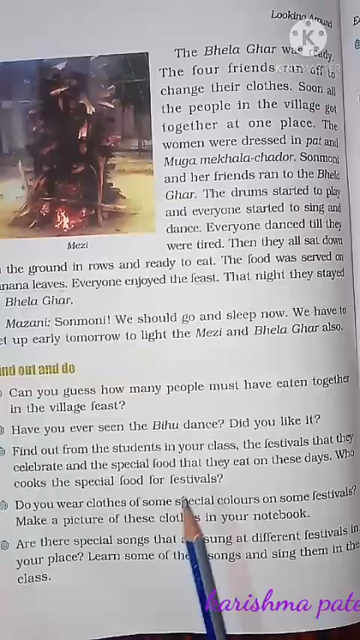 Looking Around
The Bhela Ghar was ready.
The four friends ran off to
change their clothes. Soon all
the people in the village got
together at one place. The
women were dressed in pat and
Muga mekhala-chador. Sonmoni
and her friends ran to the Bhela
Ghar. The drums started to play
and everyone started to sing and
dance. Everyone danced till they
Mezi
were tired. Then they all sat down
the ground in rows and ready to eat. The food was served on
anana leaves. Everyone enjoyed the feast. That night they stayed
Bhela Ghar.
Mazani: Sonmoni! We should go and sleep now. We have to
et up early tomorrow to light the Mezi and Bhela Ghar also.
ind out and do
Can you guess how many people must have eaten together
in the village feast?
Have you ever seen the Bihu dance? Did you like it?
Find out from the students in your class, the festivals that they
celebrate and the special food that they eat on these days. Who
cooks the special food for festivals?
Do you wear clothes of some special colours on some festivals?
Make a picture of these clothes in your notebook.
Are there special songs that are sung at different festivals in
your place? Learn some of the songs and sing them in the
class.
karishma pate